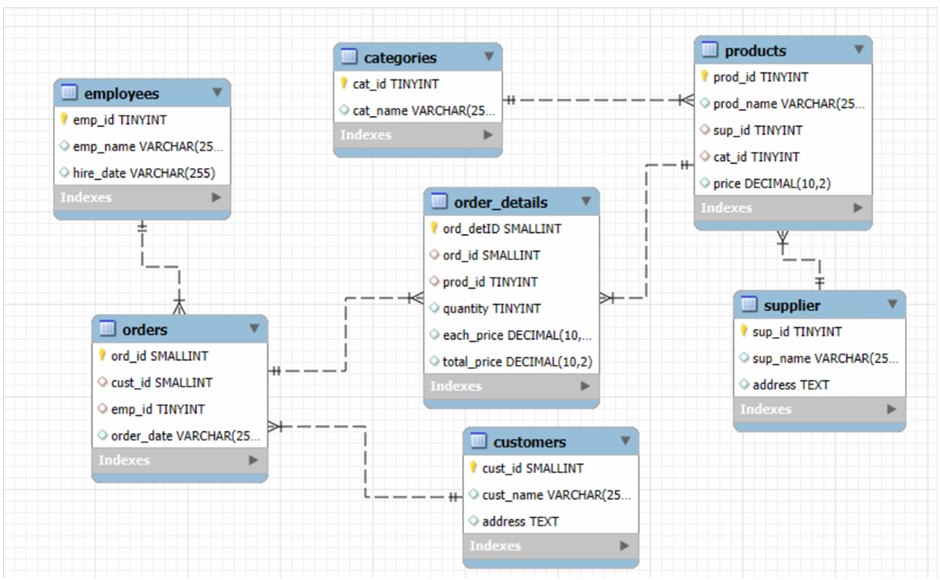 employees
emp_id TINYINT
emp_name VARCHAR(25...
hire_date VARCHAR(255)
Indexes
categories
cat_id TINYINT
cat_name VARCHAR(25...
Indexes
products
prod_id TINYINT
prod_name VARCHAR(25...
sup_id TINYINT
cat_id TINYINT
price DECIMAL(10,2)
Indexes
order_details
ord_detID SMALLINT
ord_id SMALLINT
prod_id TINYINT
quantity TINYINT
each_price DECIMAL(10,...
total_price DECIMAL(10,2)
Indexes
supplier
sup_id TINYINT
sup_name VARCHAR(25...
address TEXT
Indexes
orders
ord_id SMALLINT
cust_id SMALLINT
emp_id TINYINT
order_date VARCHAR(25...
Indexes
customers
cust_id SMALLINT
cust_name VARCHAR(25...
address TEXT
Indexes